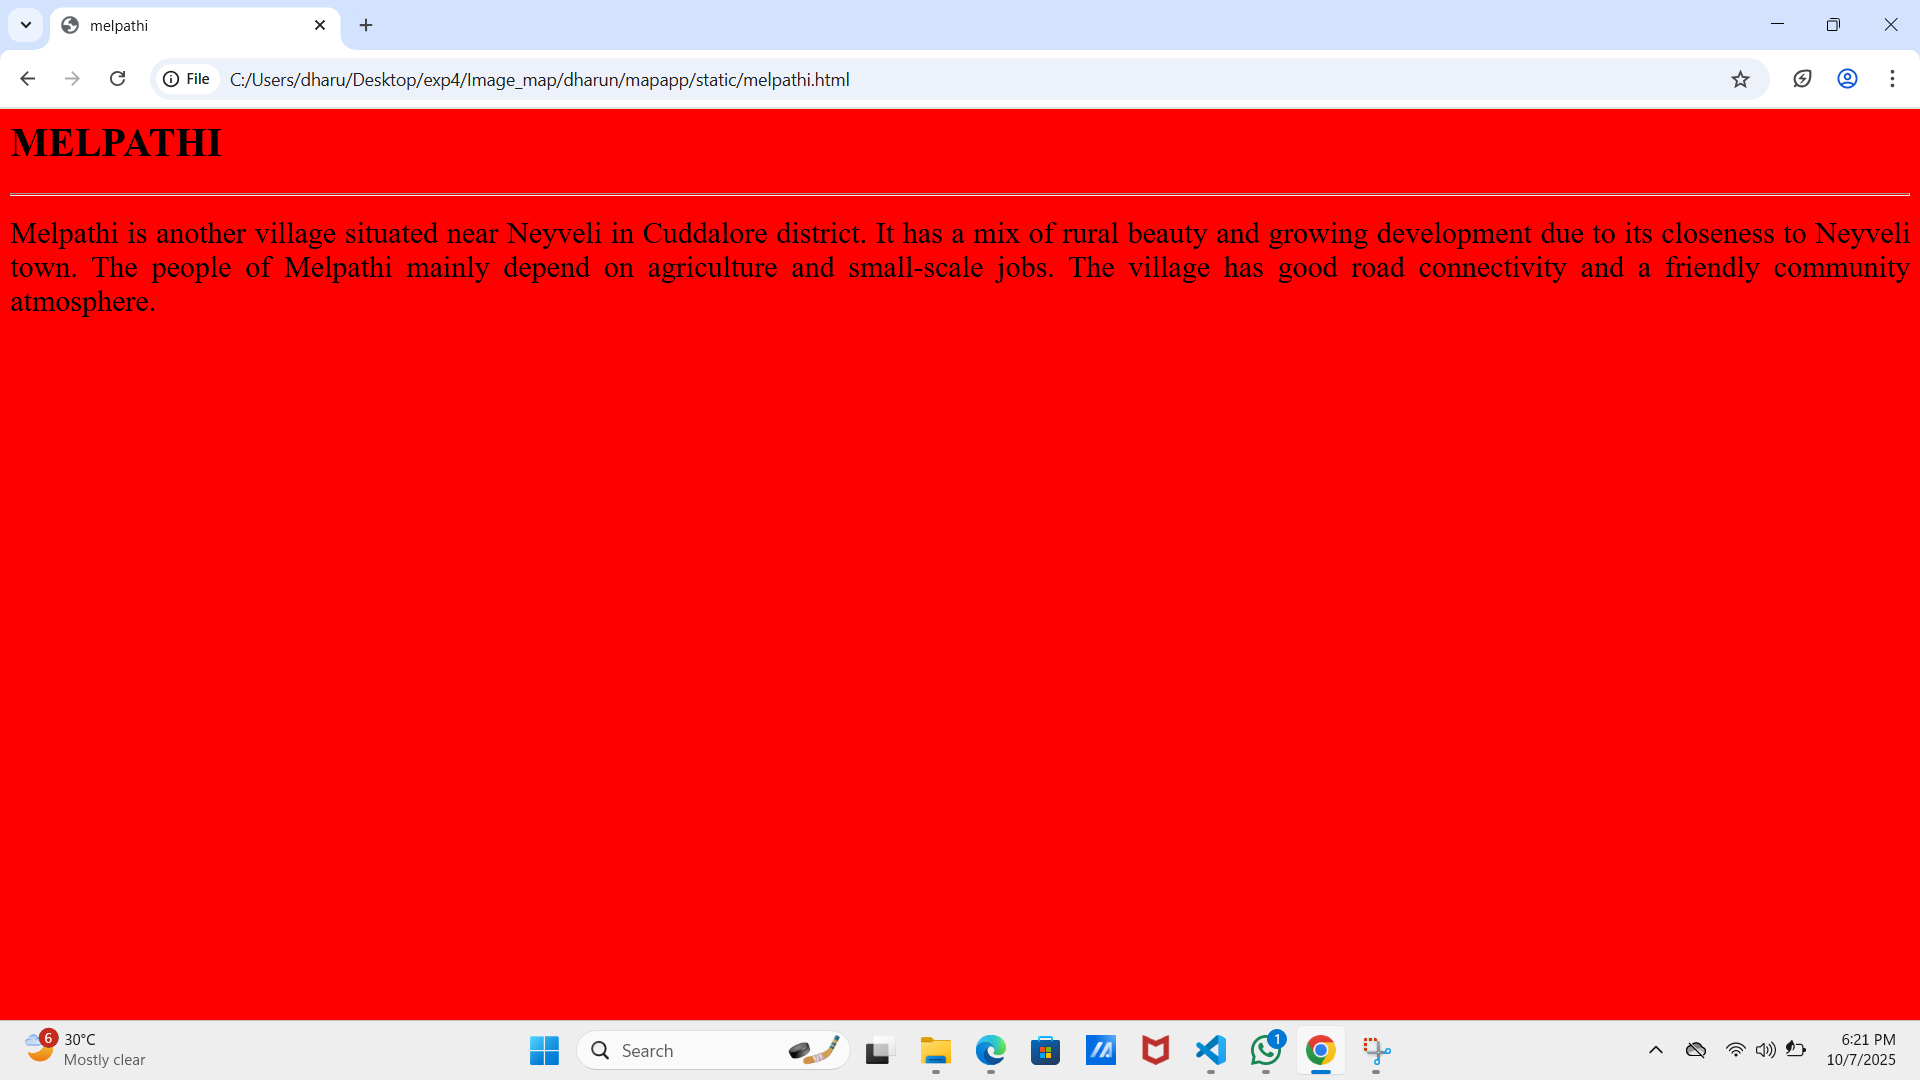 melpathi
File
C:/Users/dharu/Desktop/exp4/Image_map/dharun/mapapp/static/melpathi.html
MELPATHI
Melpathi is another village situated near Neyveli in Cuddalore district. It has a mix of rural beauty and growing development due to its closeness to Neyveli
town. The people of Melpathi mainly depend on agriculture and small-scale jobs. The village has good road connectivity and a friendly community
atmosphere.
6
30°C
Mostly clear
Search
1
6:21 PM
10/7/2025